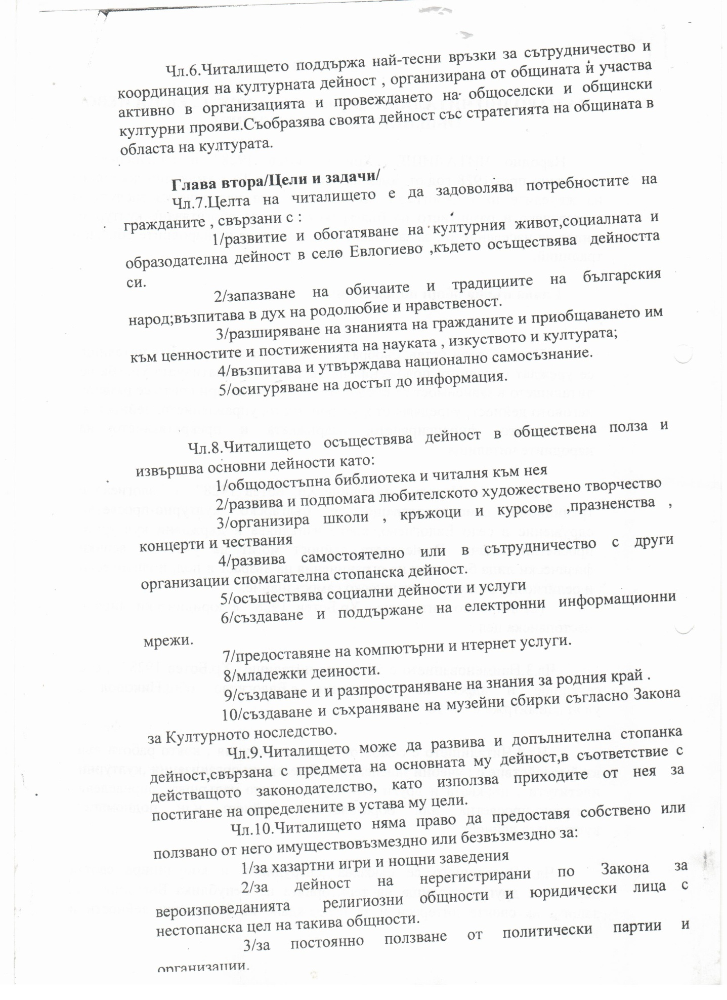 Чл.6.Читалището поддържа най-тесни връзки за сътрудничество и
координация на културната дейност , организирана от общината и участва
активно в организацията и провеждането на общоселски и общински
културни прояви.Съобразява своята дейност със стратегията на общината в
областа на културата.
Глава втора/Цели и задачи/
Чл.7.Целта на читалището е да задоволява потребностите на
гражданите , свързани с :
1/развитие и обогатяване на културния живот,социалната и
образодателна дейност в село Евлогиево ,където осъществява дейността
си.
2/запазване на обичаите и традициите на българския
народ;възпитава в дух на родолюбие и нравственост.
3/разширяване на знанията на гражданите и приобщаването им
към ценностите и постиженията на науката , изкуството и културата;
4/възпитава и утвърждава национално самосъзнание.
5/осигуряване на достъп до информация.
Чл.8.Читалището осъществява дейност в обществена полза и
извършва основни дейности като:
1/общодостъпна библиотека и читалня към нея
2/развива и подпомага любителското художествено творчество
3/организира школи , кръжоци и курсове ,празненства ,
концерти и чествания
4/развива самостоятелно или в сътрудничество с други
организации спомагателна стопанска дейност.
5/осъществява социални дейности и услуги
6/създаване и поддържане на електронни информационни
мрежи.
7/предоставяне на компютърни и нтернет услуги.
8/младежки деиности.
9/създаване и и разпространяване на знания за родния край .
10/създаване и съхраняване на музейни сбирки съгласно Закона
за Културното носледство.
Чл.9.Читалището може да развива и допълнителна стопанка
дейност,свързана с предмета на основната му дейност,в съответствие с
действащото законодателство, като използва приходите от нея за
постигане на определените в устава му цели.
Чл.10.Читалището няма право да предоставя собствено или
ползвано от него имуществовъзмездно или безвъзмездно за:
1/за хазартни игри и нощни заведения
2/за дейност на нерегистрирани по Закона за
вероизповеданията религиозни общности и юридически лица с
нестопанска цел на такива общности.
3/за постоянно ползване от политически партии и
организации.